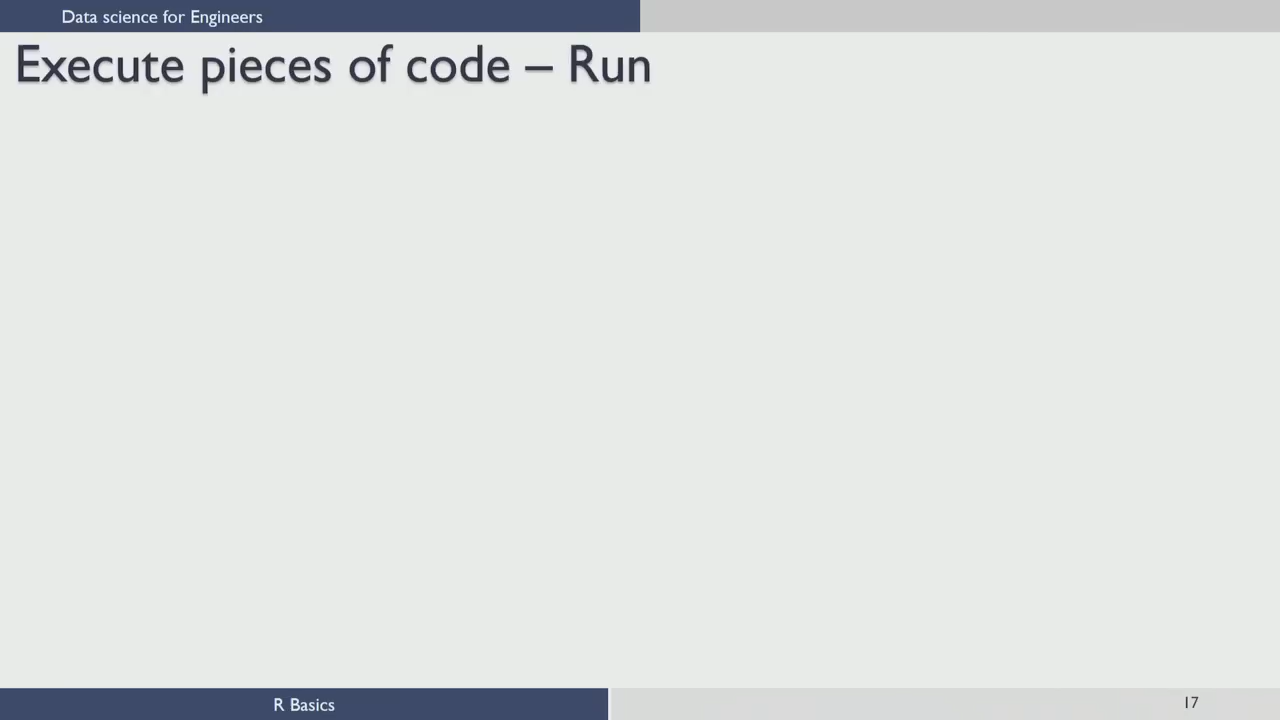 Data science for Engineers
Execute pieces of code – Run
R Basics
17